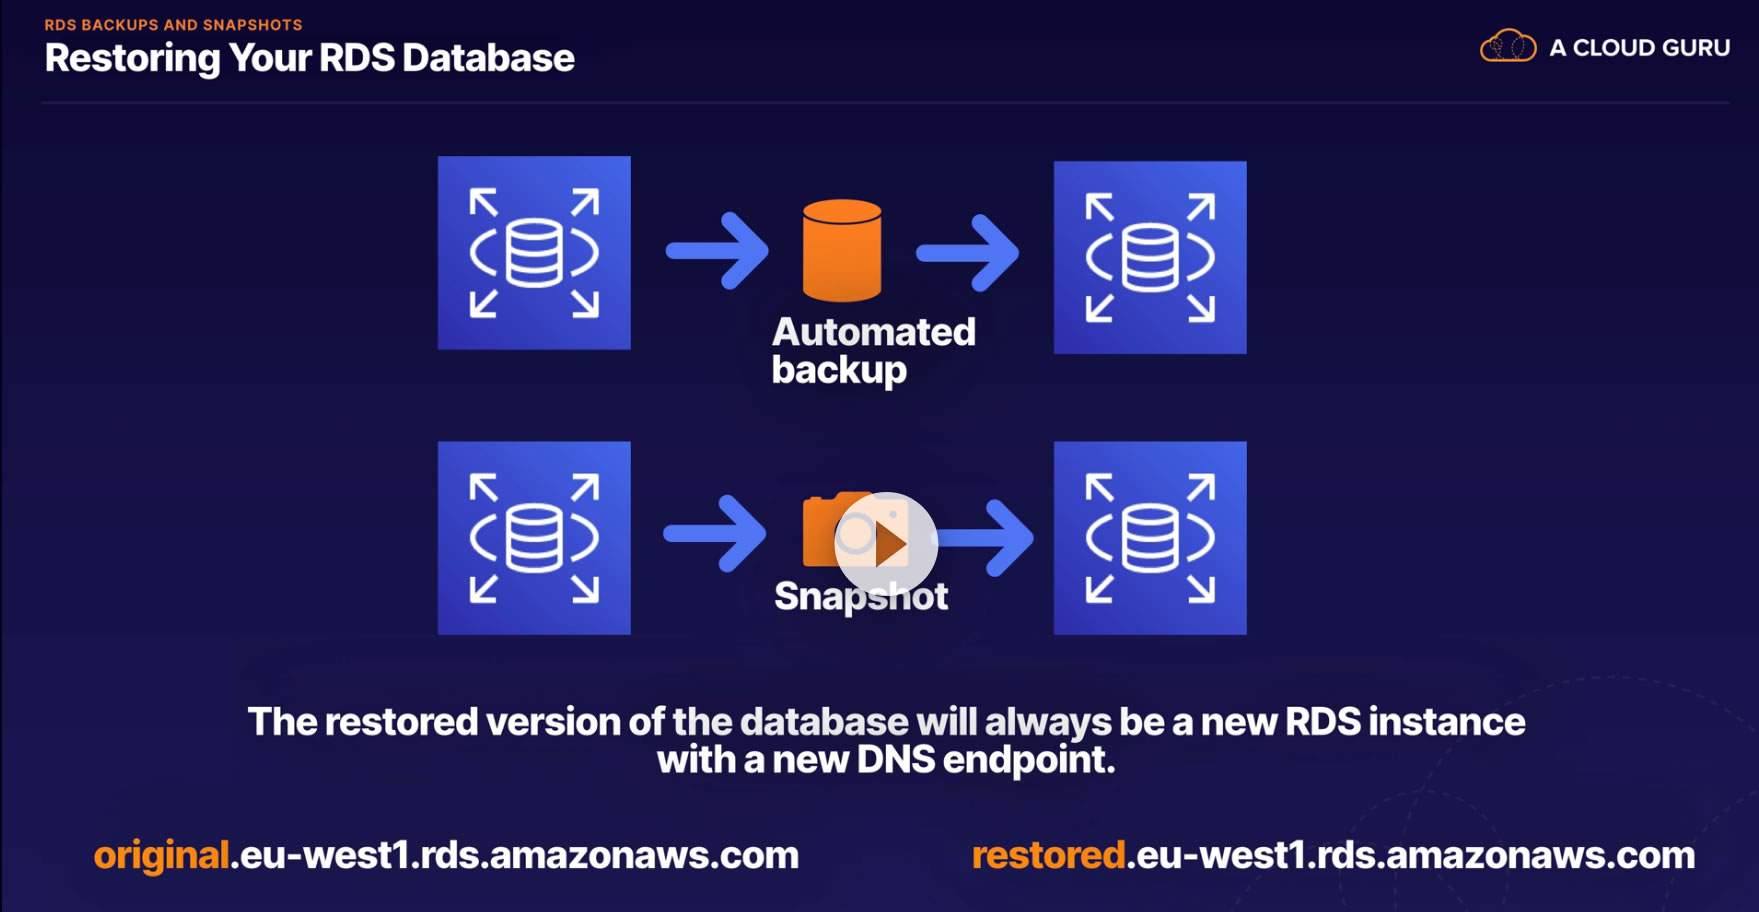 RDS BACKUPS AND SNAPSHOTS
Restoring Your RDS Database
A CLOUD GURU
Automated
backup
Snapshot
The restored version of the database will always be a new RDS instance
with a new DNS endpoint.
original.eu-west1.rds.amazonaws.com
restored.eu-west1.rds.amazonaws.com